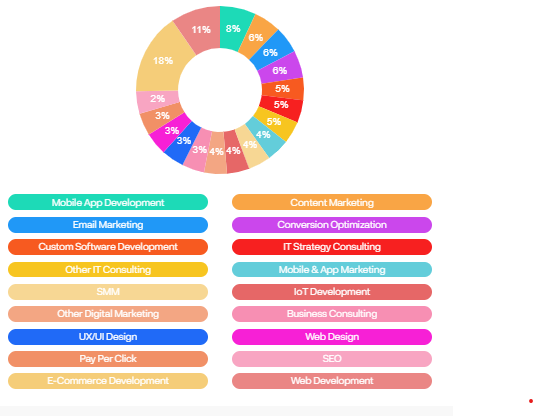 8%
6%
6%
6%
5%
5%
5%
4%
4%
4%
4%
3%
3%
3%
3%
2%
18%
11%
Mobile App Development
Content Marketing
Email Marketing
Conversion Optimization
Custom Software Development
IT Strategy Consulting
Other IT Consulting
Mobile & App Marketing
SMM
IoT Development
Other Digital Marketing
Business Consulting
UX/UI Design
Web Design
Pay Per Click
SEO
E-Commerce Development
Web Development